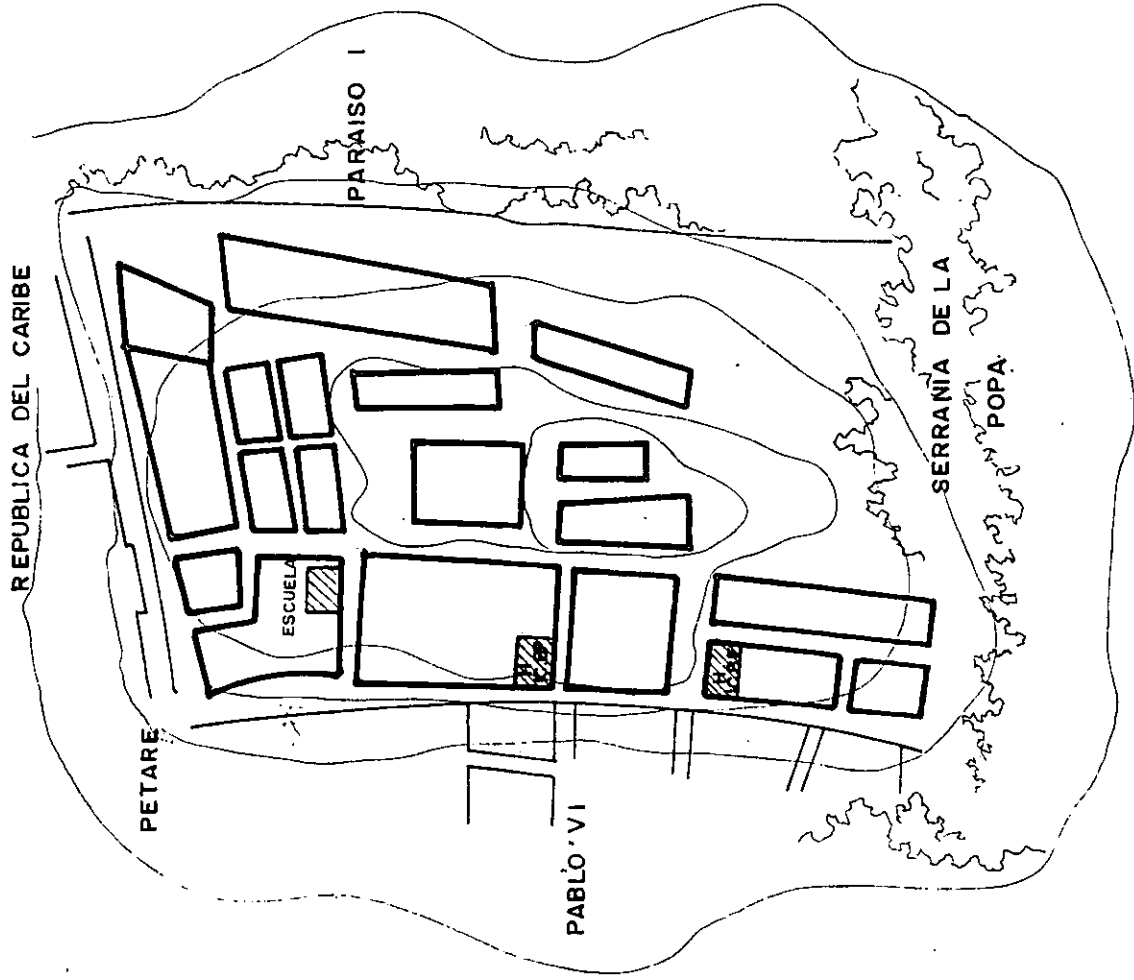 REPUBLICA DEL CARIBE
PARAISO I
PETARE
ESCUELA
PABLO VI
SERRANIA DE LA
POPA